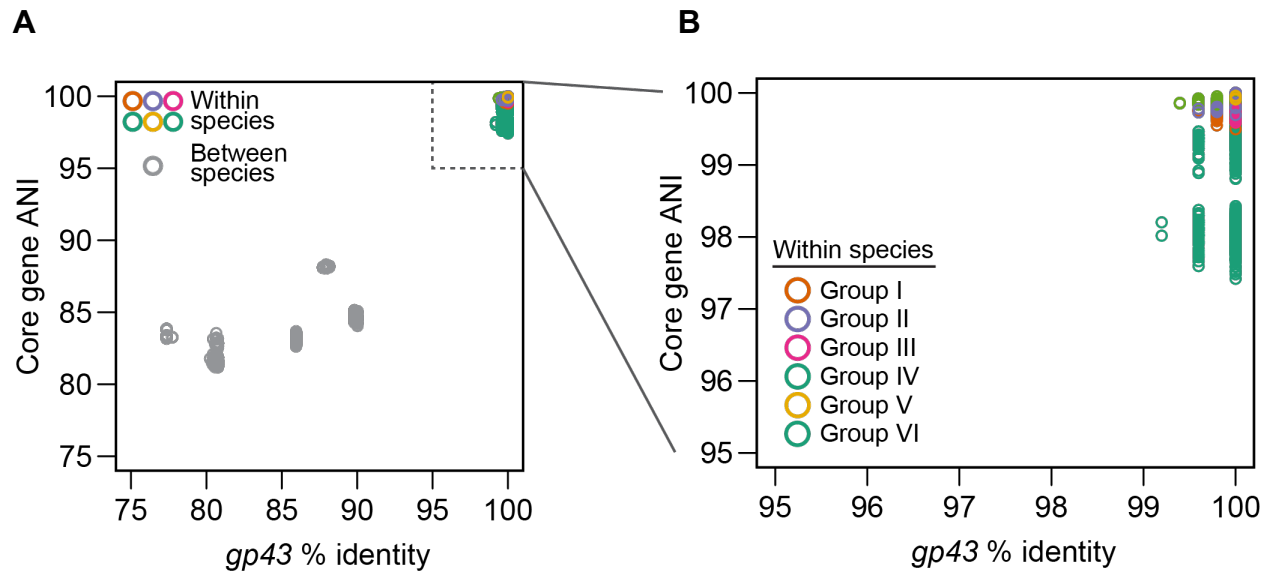 A
B
Within
species
Between
species
100
95
90
85
80
75
Core gene ANI
75 80 85 90 95 100
gp43 % identity
100
99
98
97
96
95
Core gene ANI
Within species
Group I
Group II
Group III
Group IV
Group V
Group VI
95 96 97 98 99 100
gp43 % identity